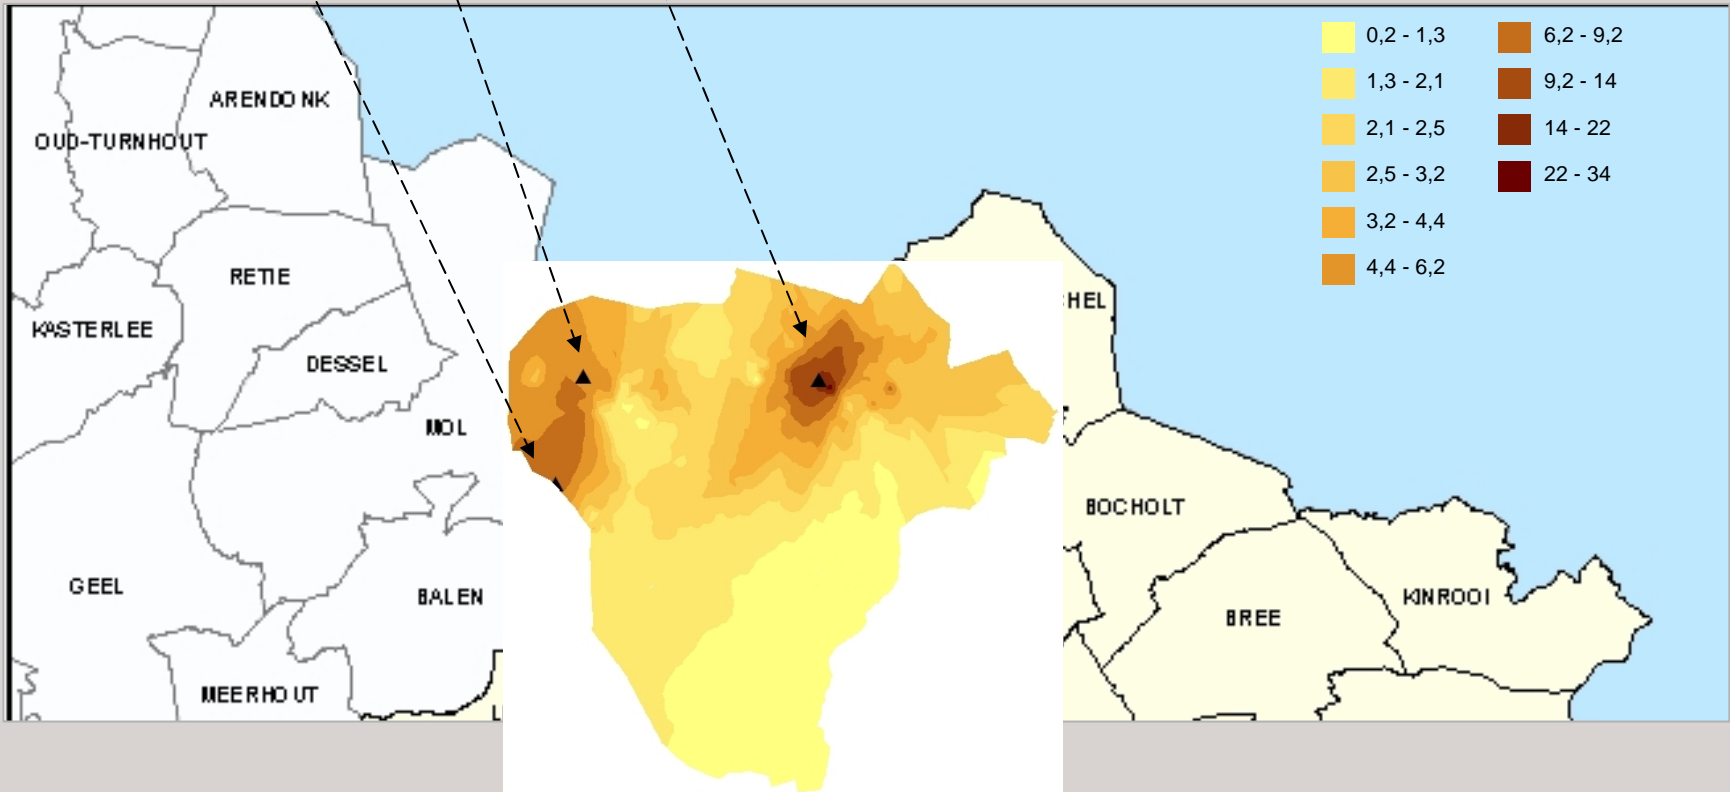 0,2 - 1,3
6,2 - 9,2
1,3 - 2,1
9,2 - 14
2,1 - 2,5
14 - 22
2,5 - 3,2
22 - 34
3,2 - 4,4
4,4 - 6,2
ARENDONK
OUD-TURNHOUT
RETIE
HEL
KASTERLEE
DESSEL
MOL
BOCHOLT
GEEL
BALEN
KINROOI
BREE
MEERHOUT